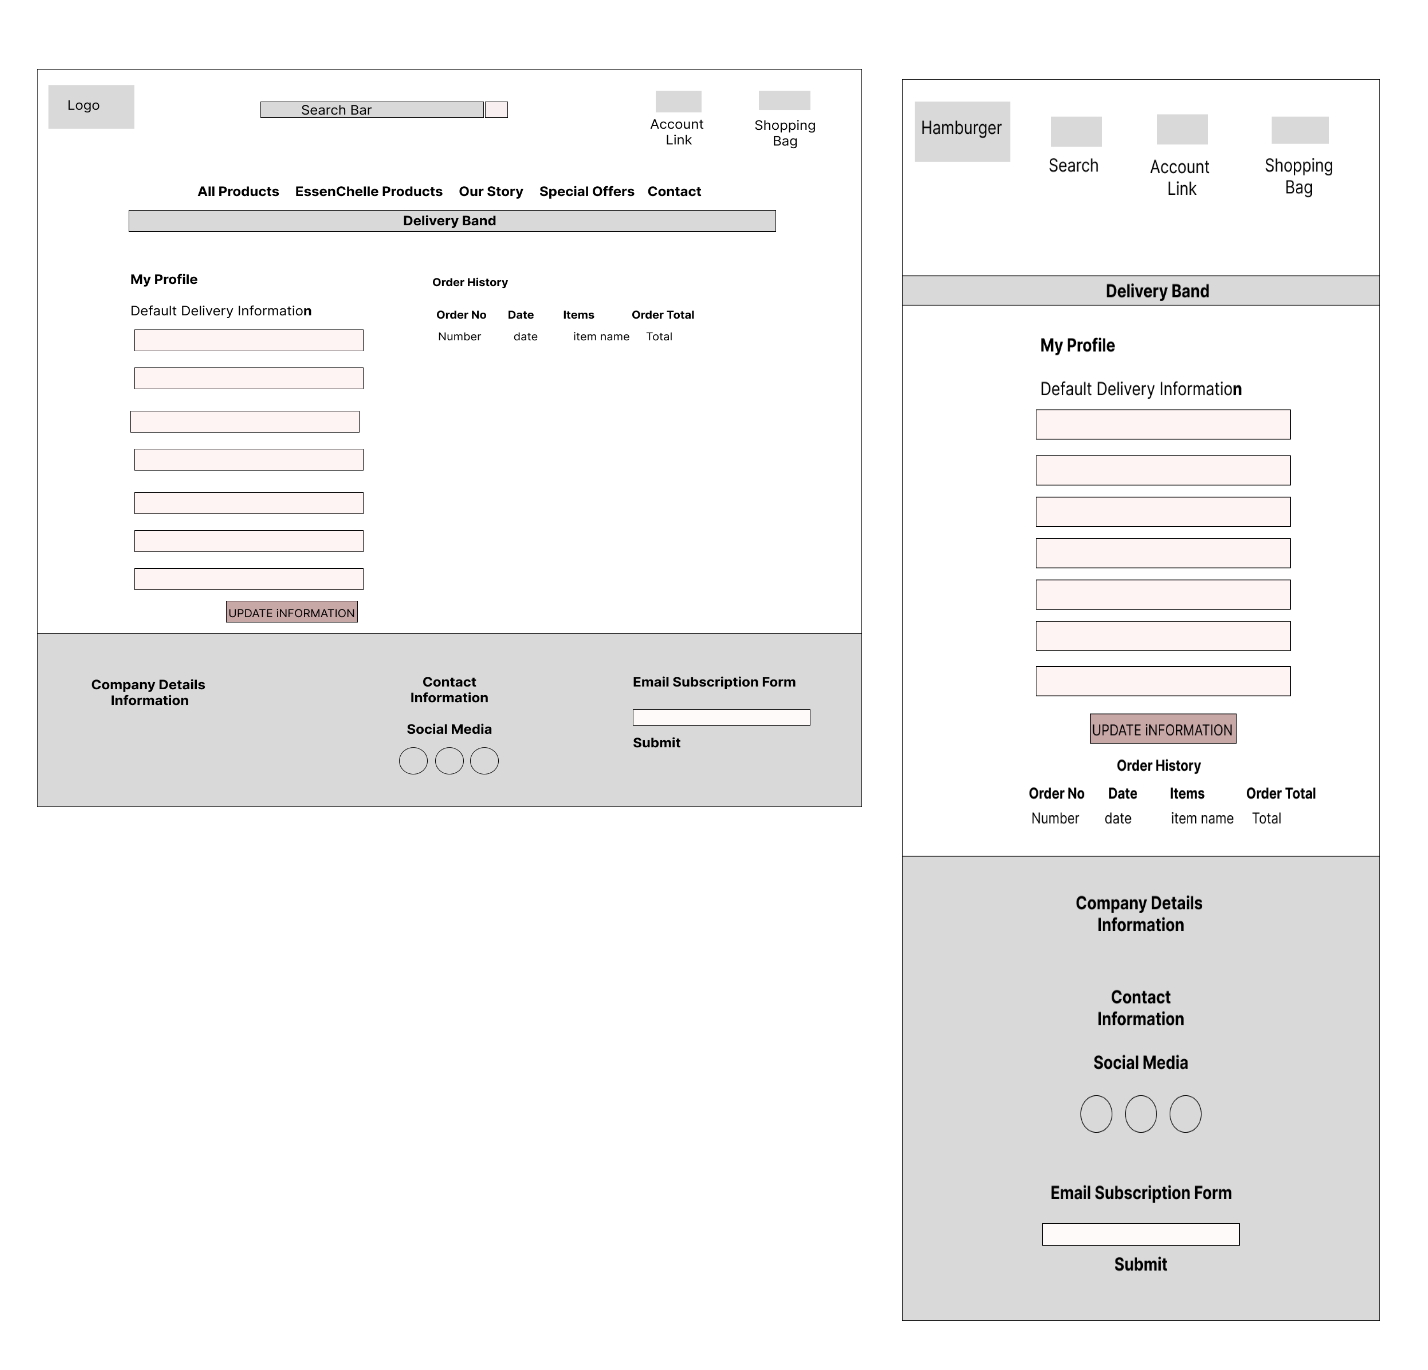 Logo
Search Bar
Account
Link
Shopping
Bag
All Products EssenChelle Products Our Story Special Offers Contact
Delivery Band
My Profile
Default Delivery Information
UPDATE iNFORMATION
Order History
Order No Date Items Order Total
Number date item name Total
Company Details
Information
Contact
Information
Social Media
Email Subscription Form
Submit
Hamburger
Search
Account
Link
Shopping
Bag
Delivery Band
My Profile
Default Delivery Information
UPDATE iNFORMATION
Order History
Order No Date Items Order Total
Number date item name Total
Company Details
Information
Contact
Information
Social Media
Email Subscription Form
Submit